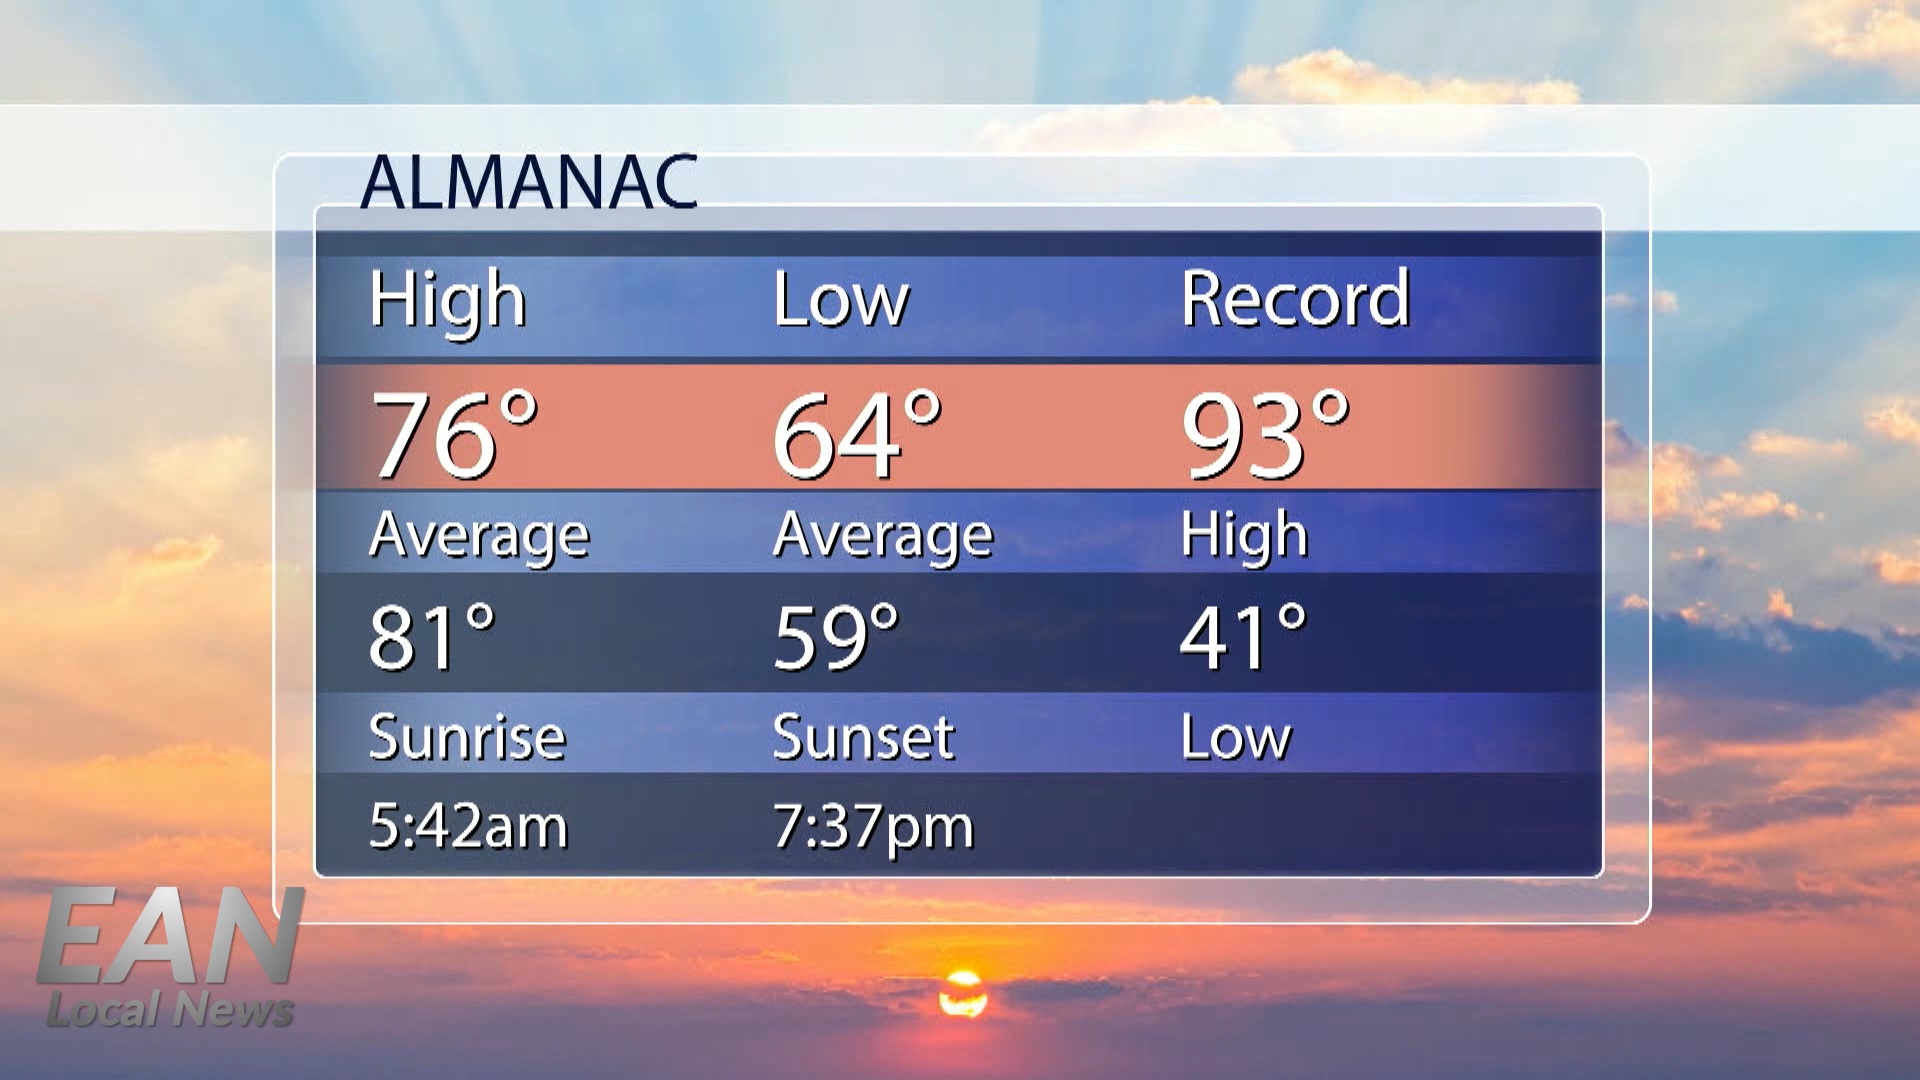 ALMANAC
High Low Record
76° 64° 93°
Average Average High
81° 59° 41°
Sunrise Sunset Low
5:42am 7:37pm
EAN
Local News